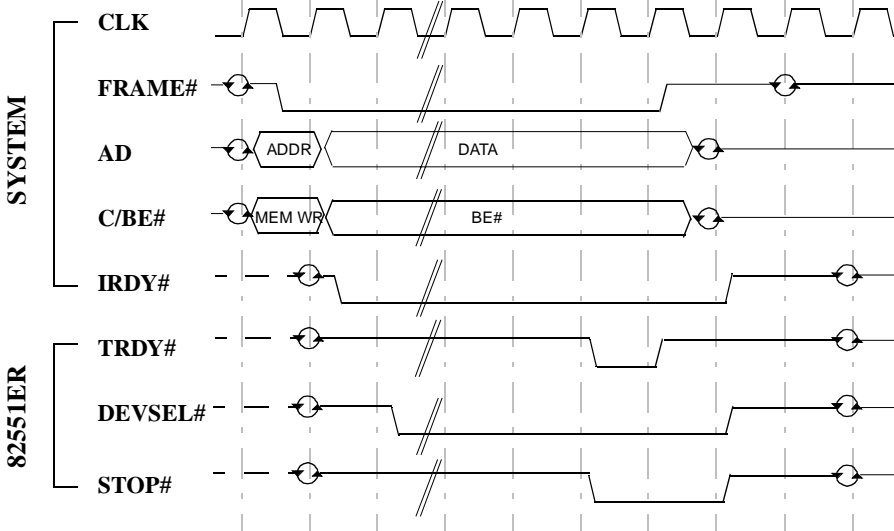 SYSTEM
CLK
FRAME#
AD
ADDR
DATA
C/BE#
MEM WR
BE#
IRDY#
82551ER
TRDY#
DEVSEL#
STOP#